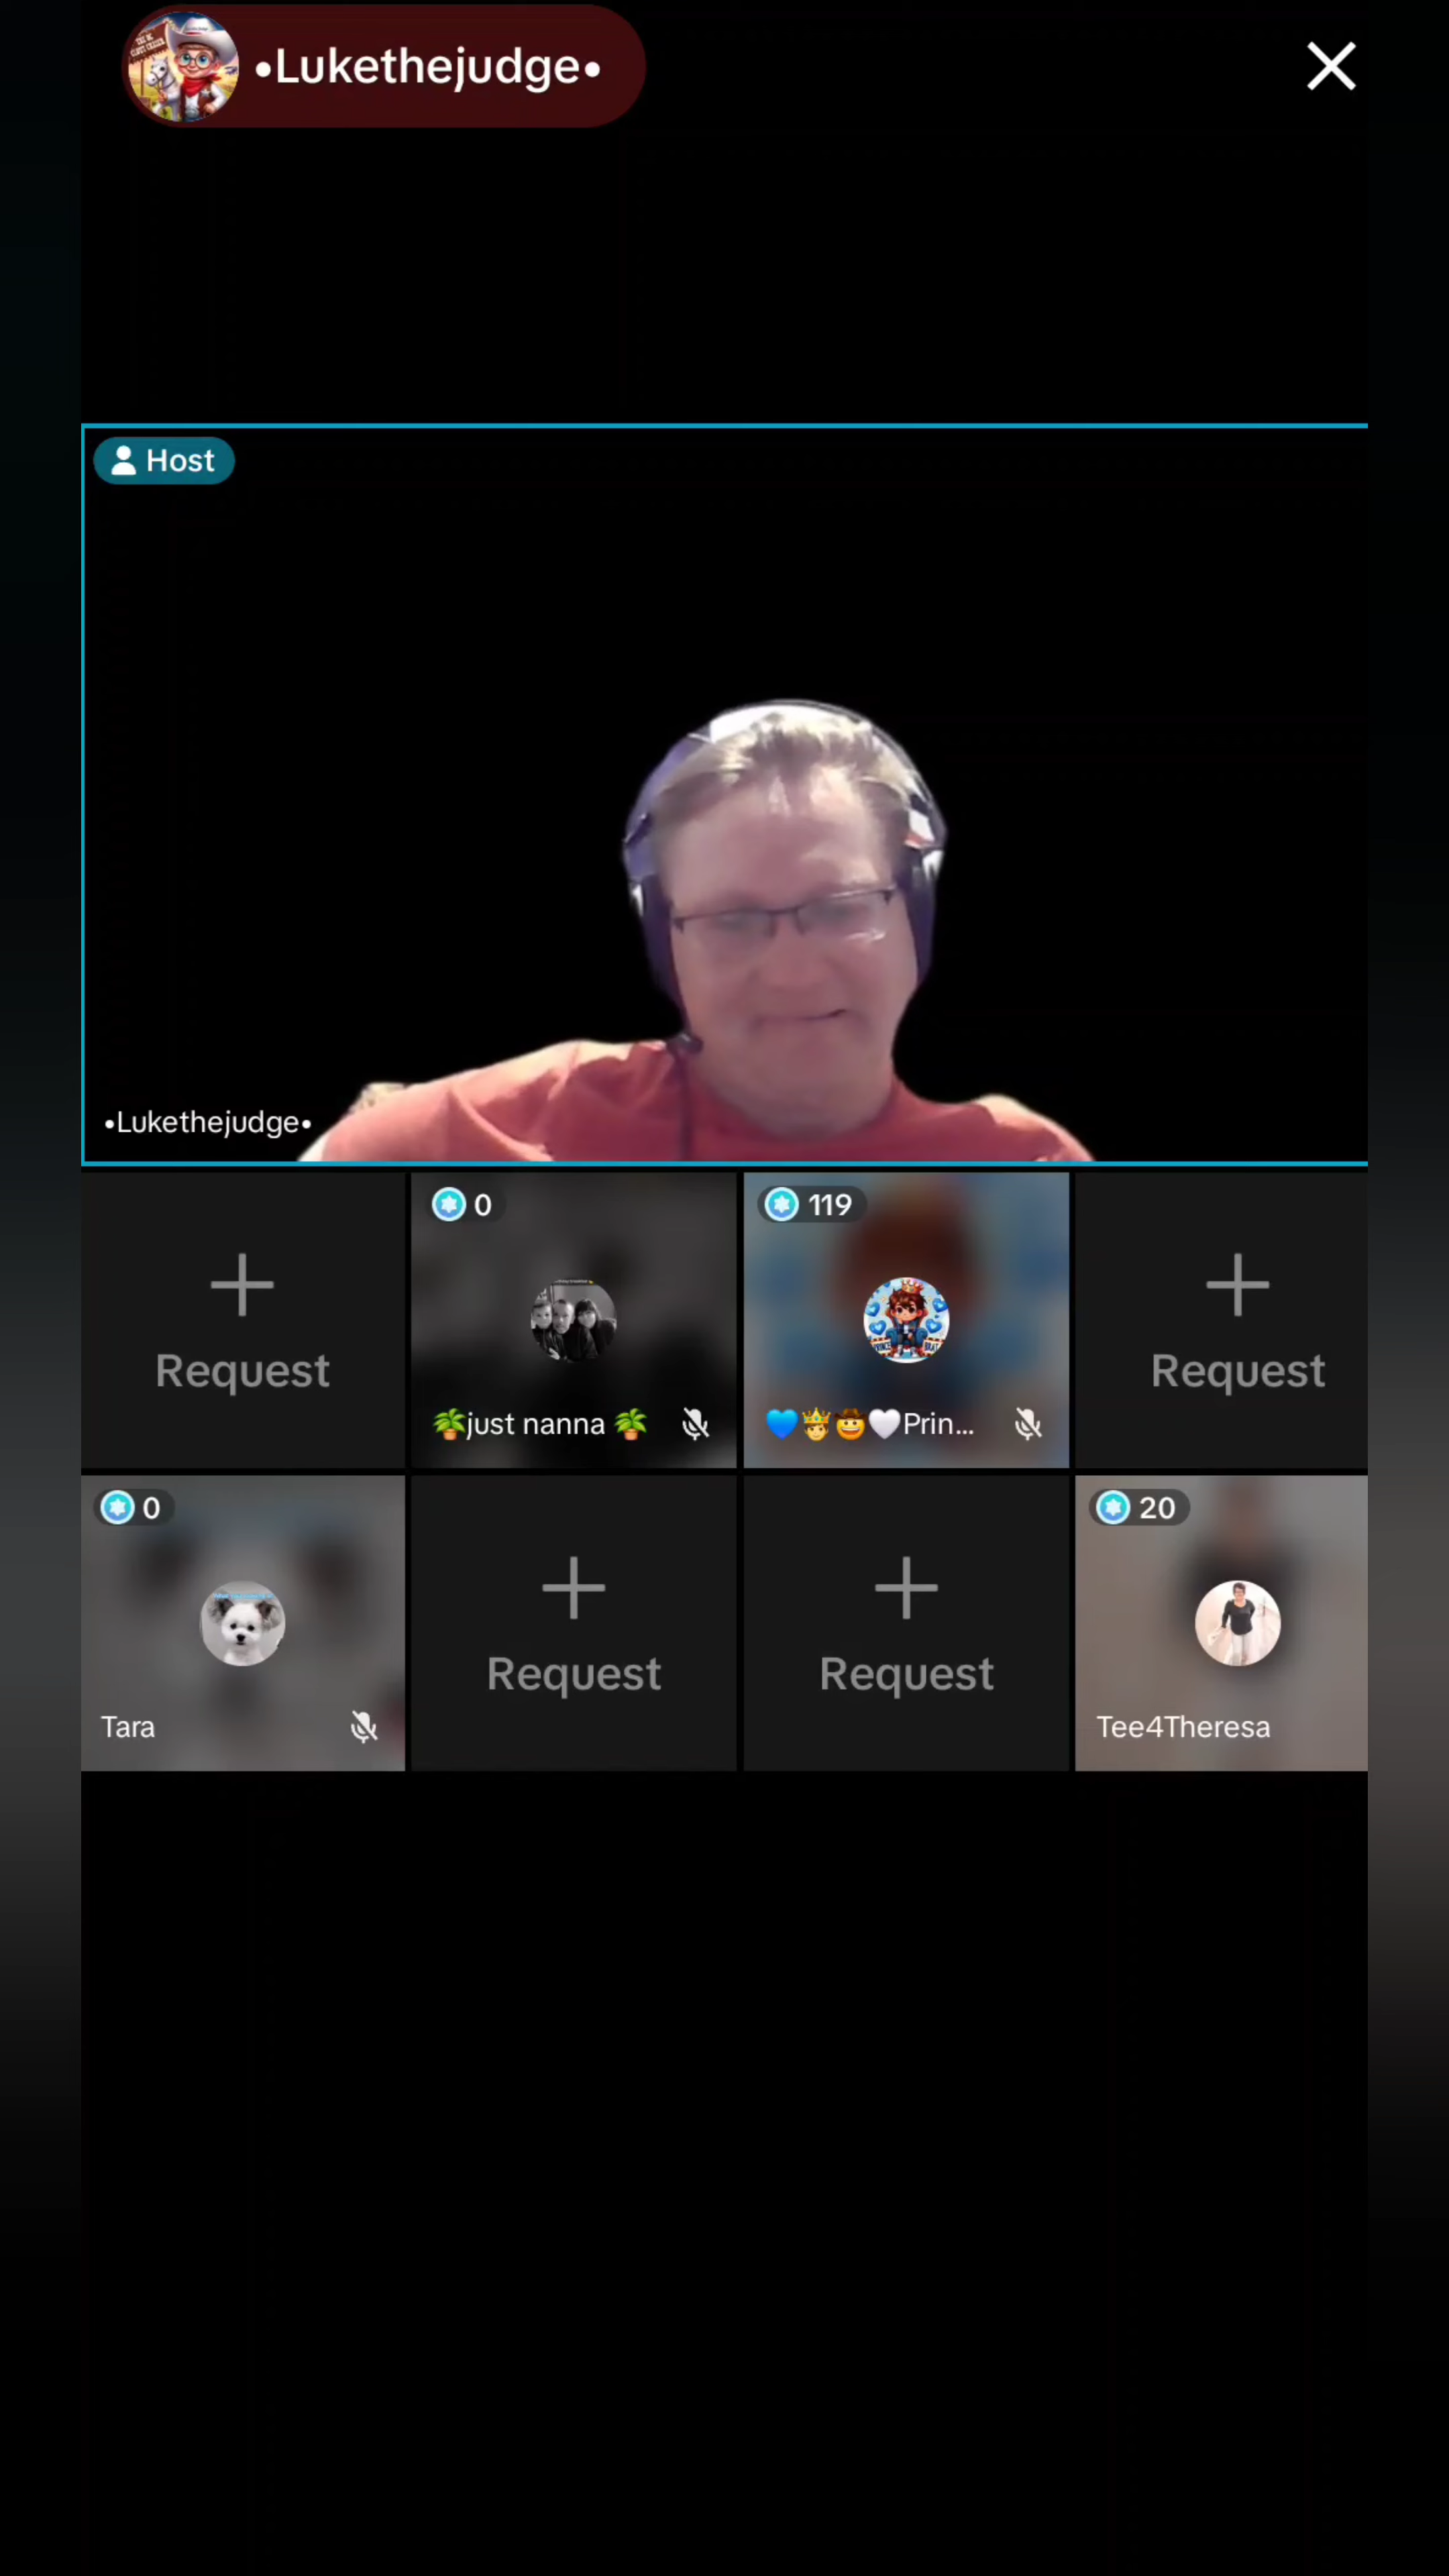 •Lukethejudge•
Host
•Lukethejudge•
Request
0
🌴just nanna 🌴
119
💙🤴🤠🤍Prin...
Request
0
Tara
Request
Request
20
Tee4Theresa